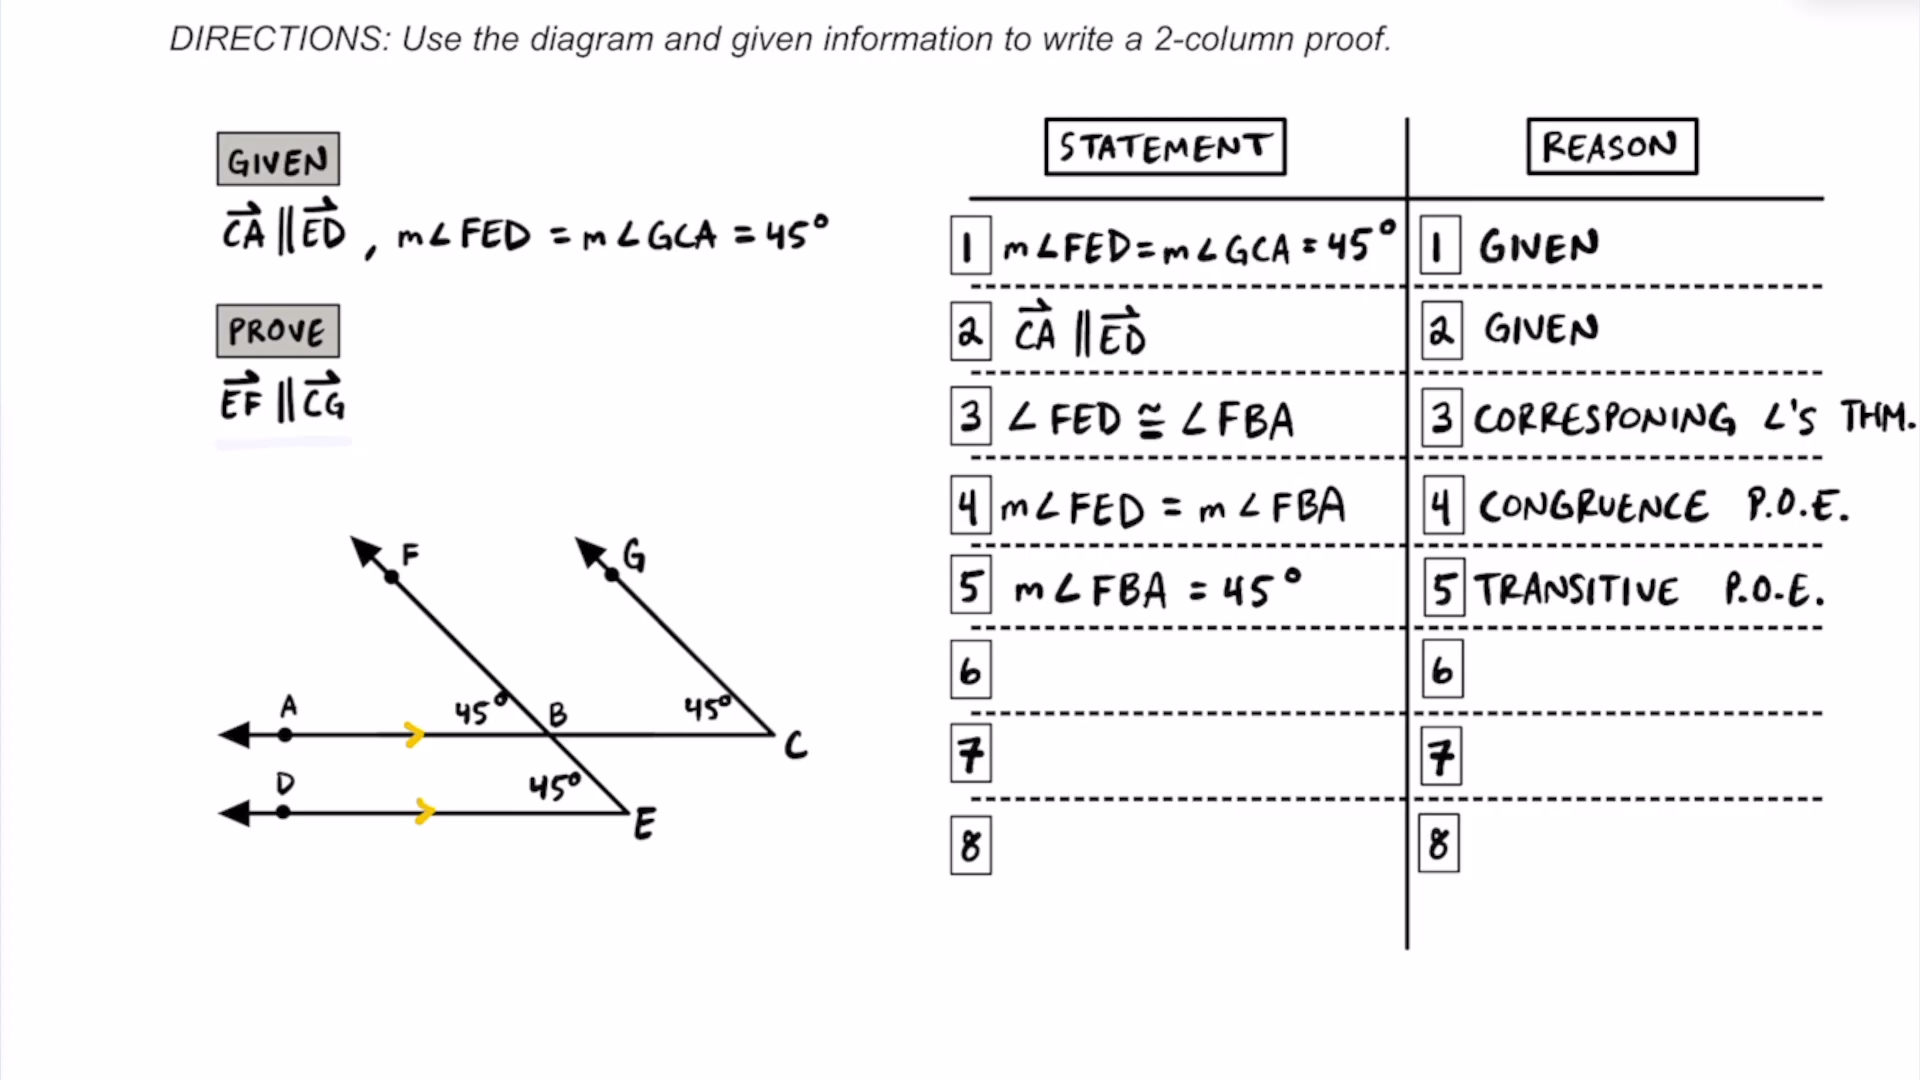 DIRECTIONS: Use the diagram and given information to write a 2-column proof.
GIVEN
CA ∥ ED, m∠FED = m∠GCA = 45°
PROVE
EF ∥ CG
F
G
A
45°
B
45°
C
D
45°
E
STATEMENT
REASON
1 m∠FED = m∠GCA = 45°
1 GIVEN
2 CA ∥ ED
2 GIVEN
3 ∠FED ≅ ∠FBA
3 CORRESPONING ∠'S THM.
4 m∠FED = m∠FBA
4 CONGRUENCE P.O.E.
5 m∠FBA = 45°
5 TRANSITIVE P.O.E.
6
6
7
7
8
8